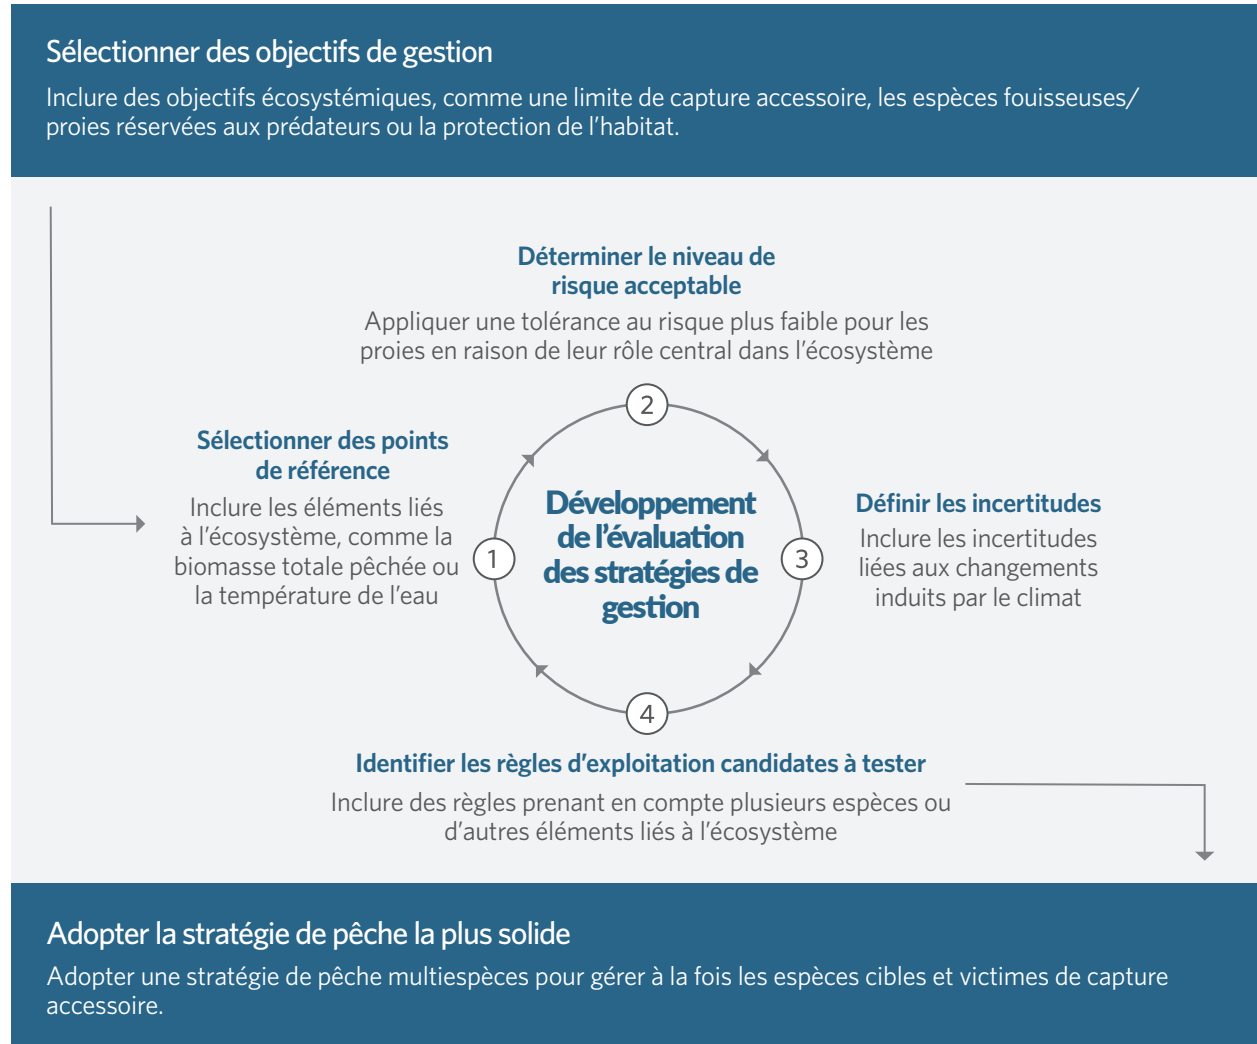 Sélectionner des objectifs de gestion
Inclure des objectifs écosystémiques, comme une limite de capture accessoire, les espèces fouisseuses/
proies réservées aux prédateurs ou la protection de l’habitat.
Déterminer le niveau de
risque acceptable
Appliquer une tolérance au risque plus faible pour les
proies en raison de leur rôle central dans l’écosystème
2
Sélectionner des points
de référence
Inclure les éléments liés
à l’écosystème, comme la
biomasse totale pêchée ou
la température de l’eau
1
Développement
de l’évaluation
des stratégies de
gestion
3
Définir les incertitudes
Inclure les incertitudes
liées aux changements
induits par le climat
4
Identifier les règles d’exploitation candidates à tester
Inclure des règles prenant en compte plusieurs espèces ou
d’autres éléments liés à l’écosystème
Adopter la stratégie de pêche la plus solide
Adopter une stratégie de pêche multiespèces pour gérer à la fois les espèces cibles et victimes de capture
accessoire.